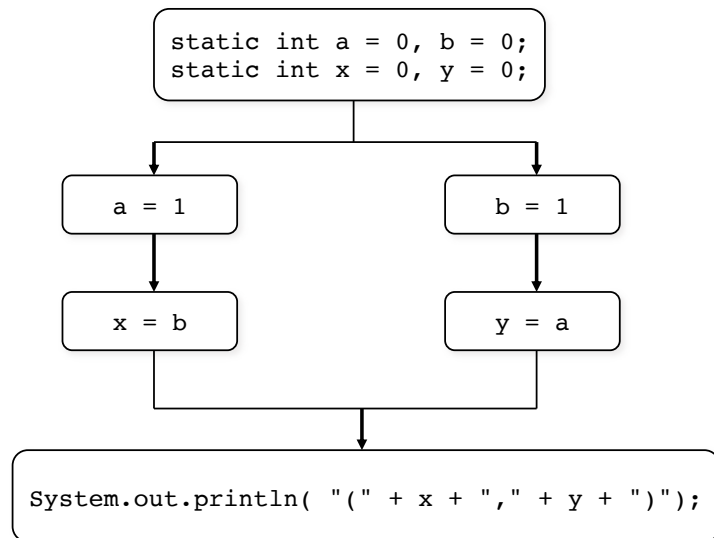 static int a = 0, b = 0;
static int x = 0, y = 0;
a = 1
b = 1
x = b
y = a
System.out.println( "(" + x + "," + y + ")");